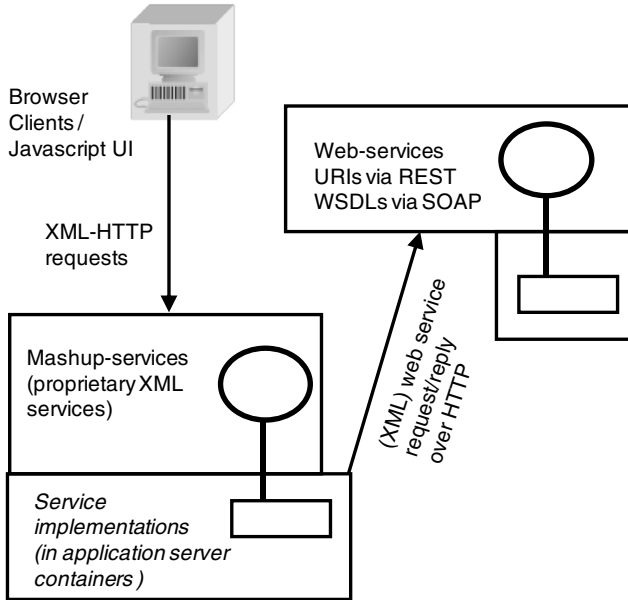 Browser
Clients/
Javascript UI
XML-HTTP
requests
Web-services
URIs via REST
WSDLs via SOAP
(XML) web service
request/reply
over HTTP
Mashup-services
(proprietary XML
services)
Service
implementations
(in application server
containers)